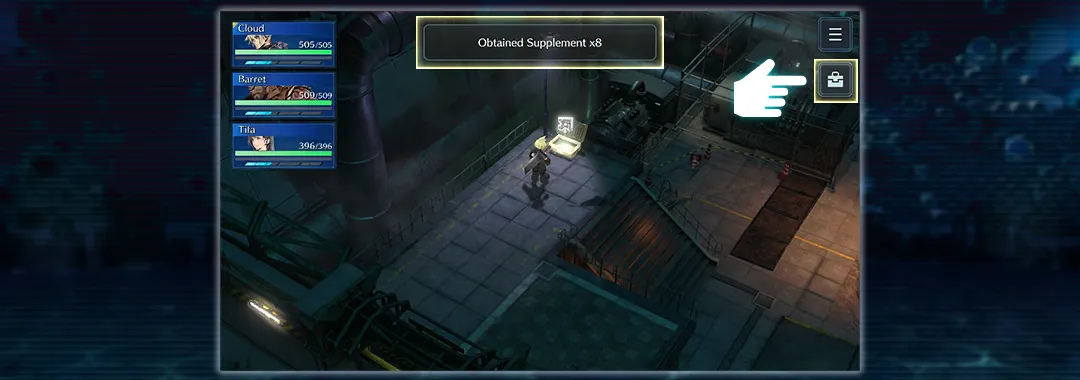 Cloud
505/505
Obtained Supplement x8
Barret
509/509
Tifa
396/396